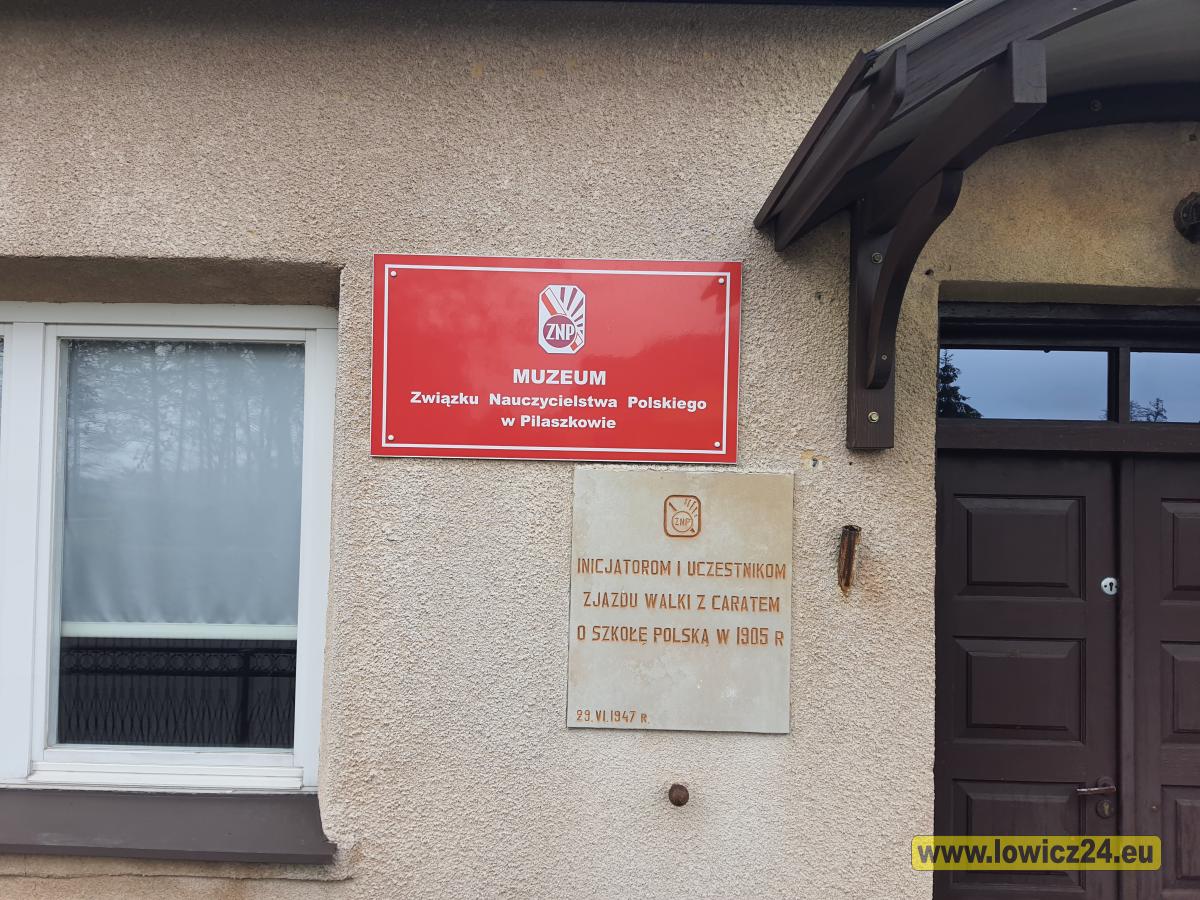 ZNP
MUZEUM
Związku Nauczycielstwa Polskiego
w Pilaszkowie
ZNP
INICJATOROM I UCZESTNIKOM
ZJAZDU WALKI Z CARATEM
O SZKOŁĘ POLSKĄ W 1905 R
29.VI.1947 R.
www.lowicz24.eu